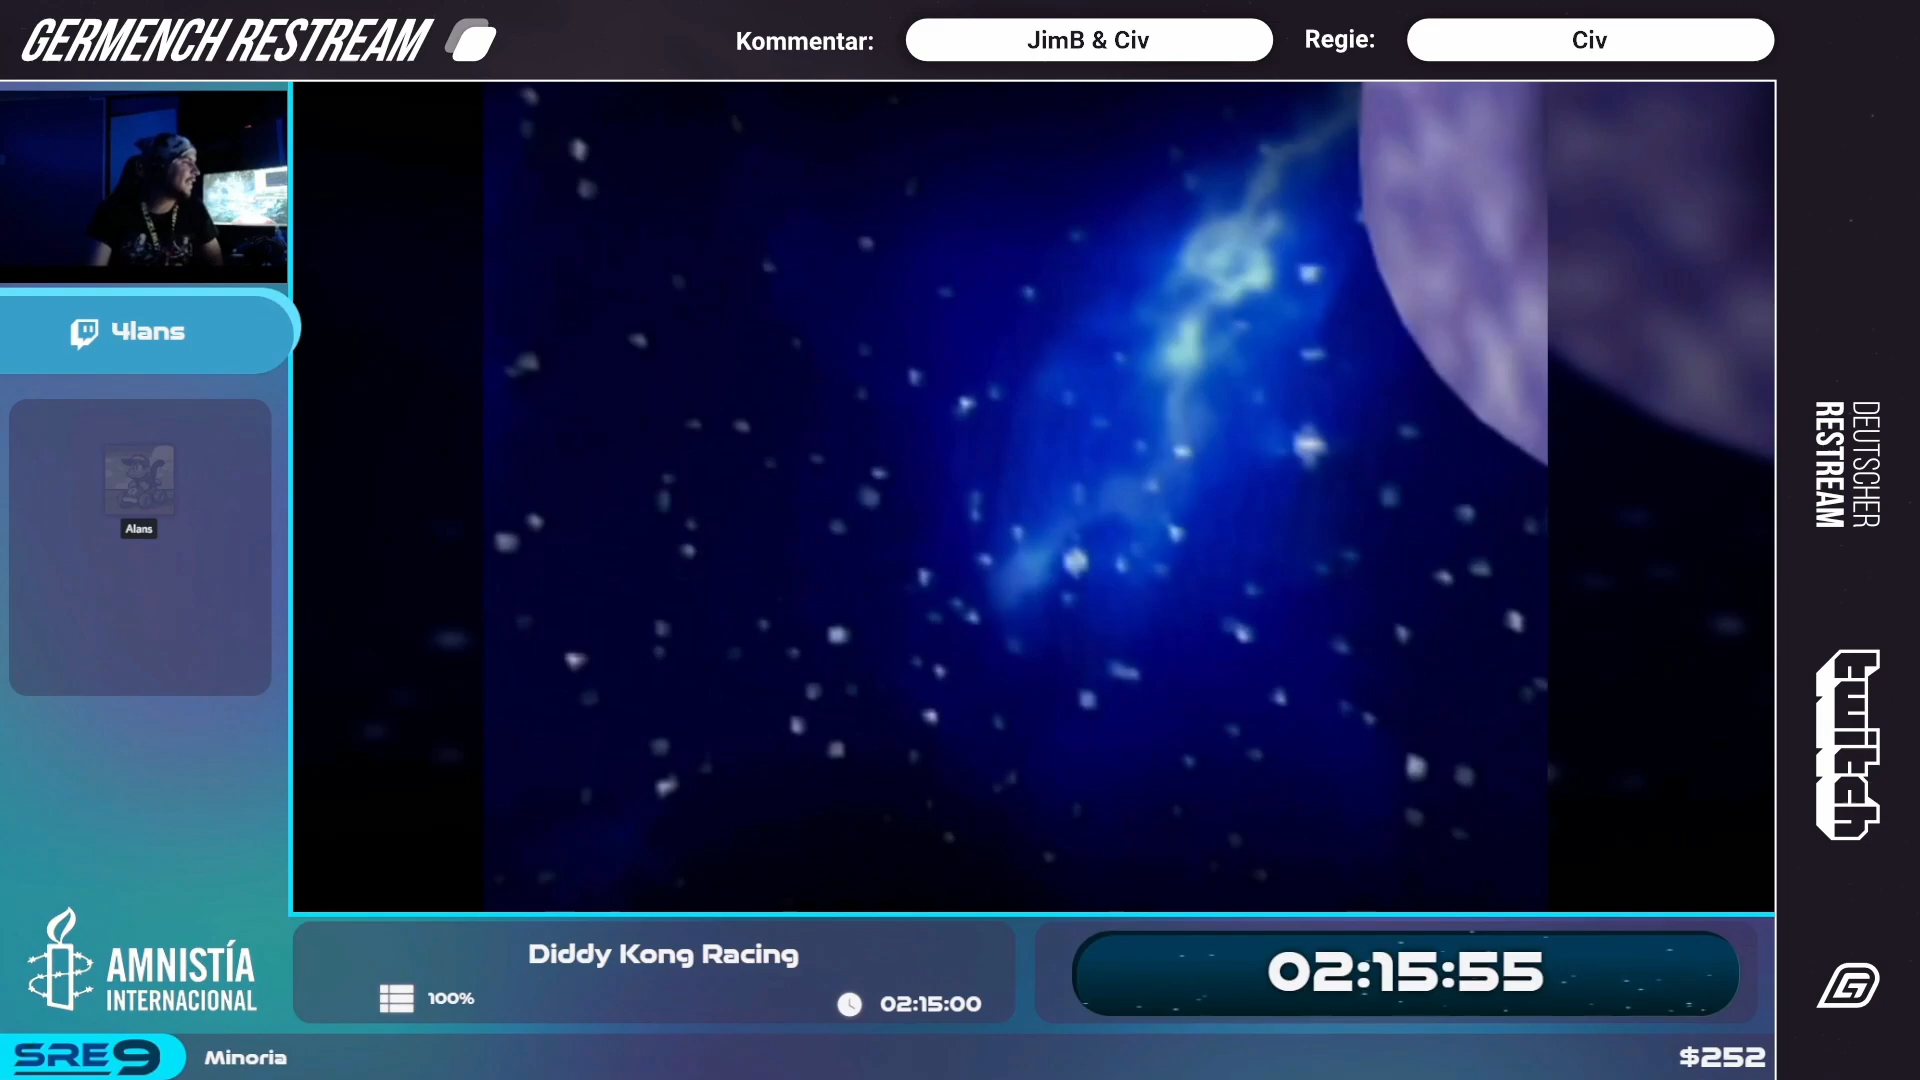 GERMENCH RESTREAM
Kommentar:
JimB & Civ
Regie:
Civ
4lans
Alans
DEUTSCHER
RESTREAM
twitch
AMNISTÍA
INTERNACIONAL
Diddy Kong Racing
100%
02:15:00
02:15:55
SRE9
Minoria
$252